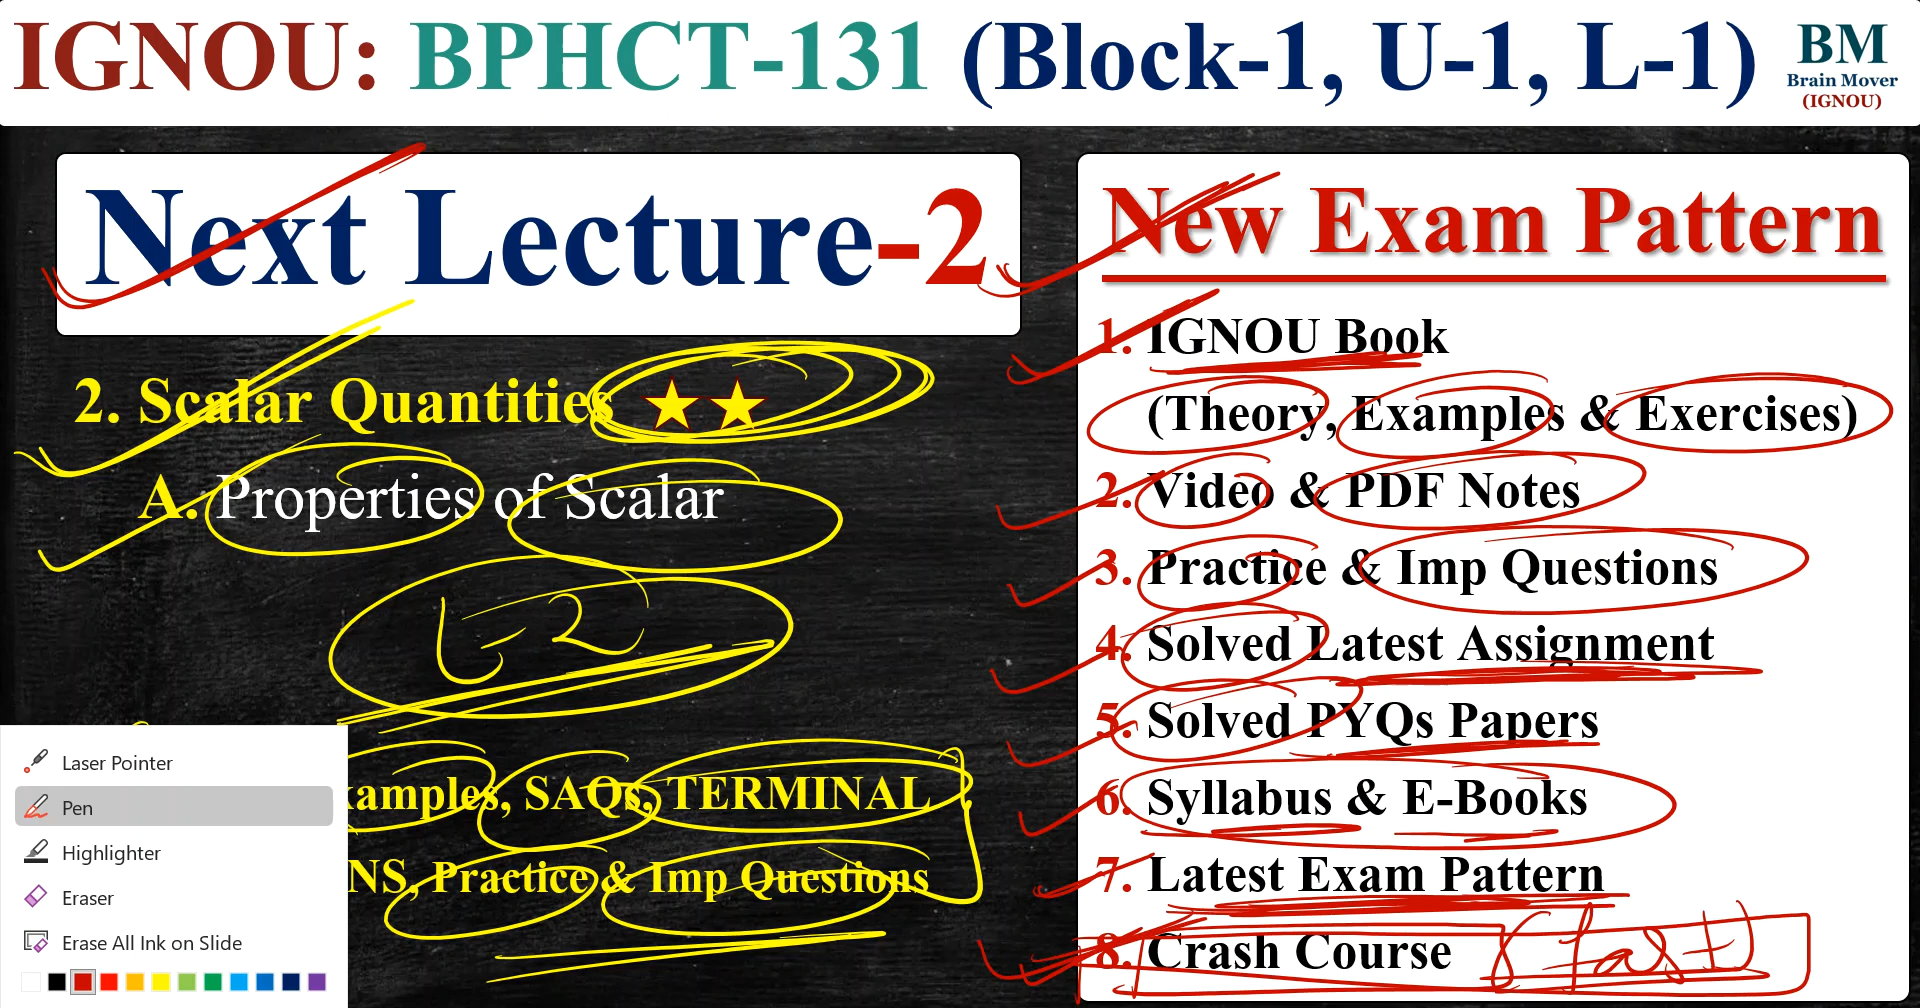 IGNOU: BPHCT-131 (Block-1, U-1, L-1)
BM
Brain Mover
(IGNOU)
Next Lecture-2
2. Scalar Quantities
A. Properties of Scalar
L-2
xamples, SAQs, TERMINAL
NS, Practice & Imp Questions
Laser Pointer
Pen
Highlighter
Eraser
Erase All Ink on Slide
New Exam Pattern
1. IGNOU Book
(Theory, Examples & Exercises)
2. Video & PDF Notes
3. Practice & Imp Questions
4. Solved Latest Assignment
5. Solved PYQs Papers
6. Syllabus & E-Books
7. Latest Exam Pattern
8. Crash Course